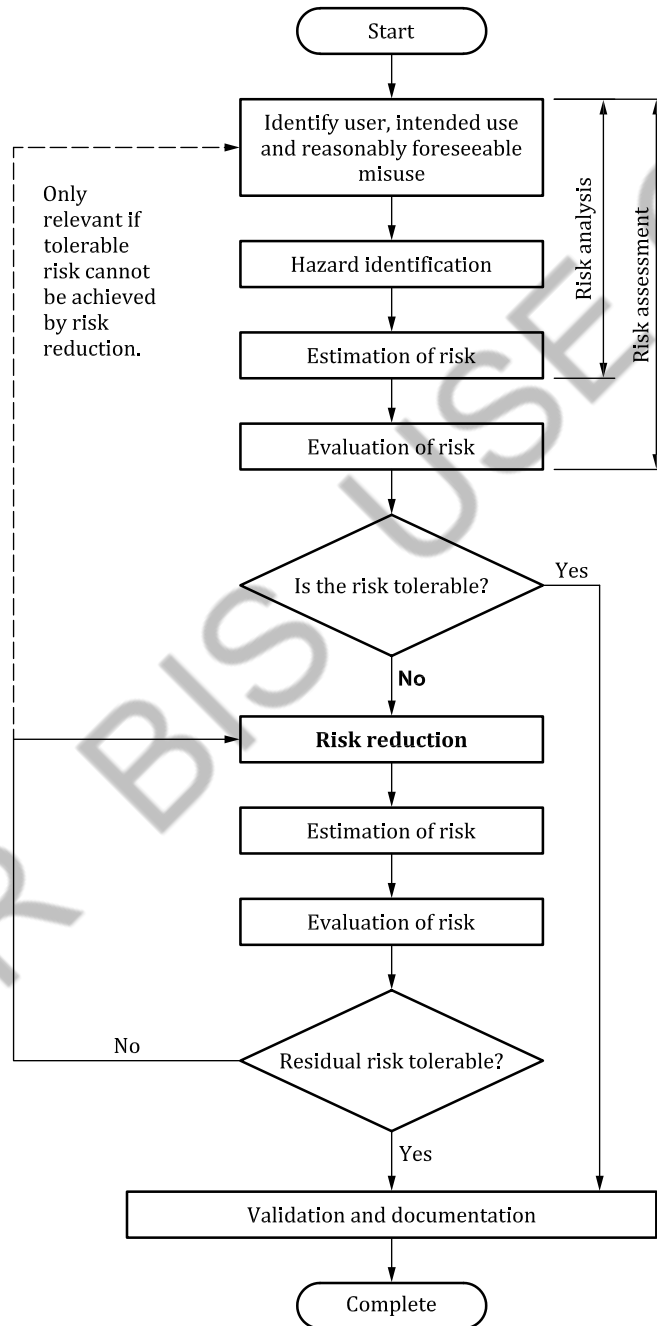 Start
Identify user, intended use
and reasonably foreseeable
misuse
Only
relevant if
tolerable
risk cannot
be achieved
by risk
reduction.
Risk analysis
Risk assessment
Hazard identification
Estimation of risk
Evaluation of risk
Is the risk tolerable?
Yes
No
Risk reduction
Estimation of risk
Evaluation of risk
No
Residual risk tolerable?
Yes
Validation and documentation
Complete
R BIS USE